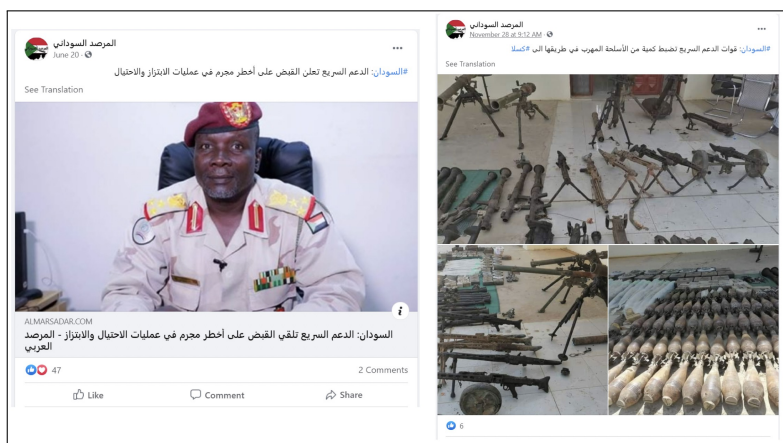 المرصد السوداني
June 20 ·
#السودان: الدعم السريع تعلن القبض على أخطر مجرم في عمليات الابتزاز والاحتيال
See Translation
ALMARSADAR.COM
السودان: الدعم السريع تلقي القبض على أخطر مجرم في عمليات الاحتيال والابتزاز - المرصد
العربي
47
2 Comments
Like
Comment
Share
المرصد السوداني
November 28 at 9:12 AM ·
#السودان: قوات الدعم السريع تضبط كمية من الأسلحة المهرب في طريقها الى #كسلا
See Translation
6